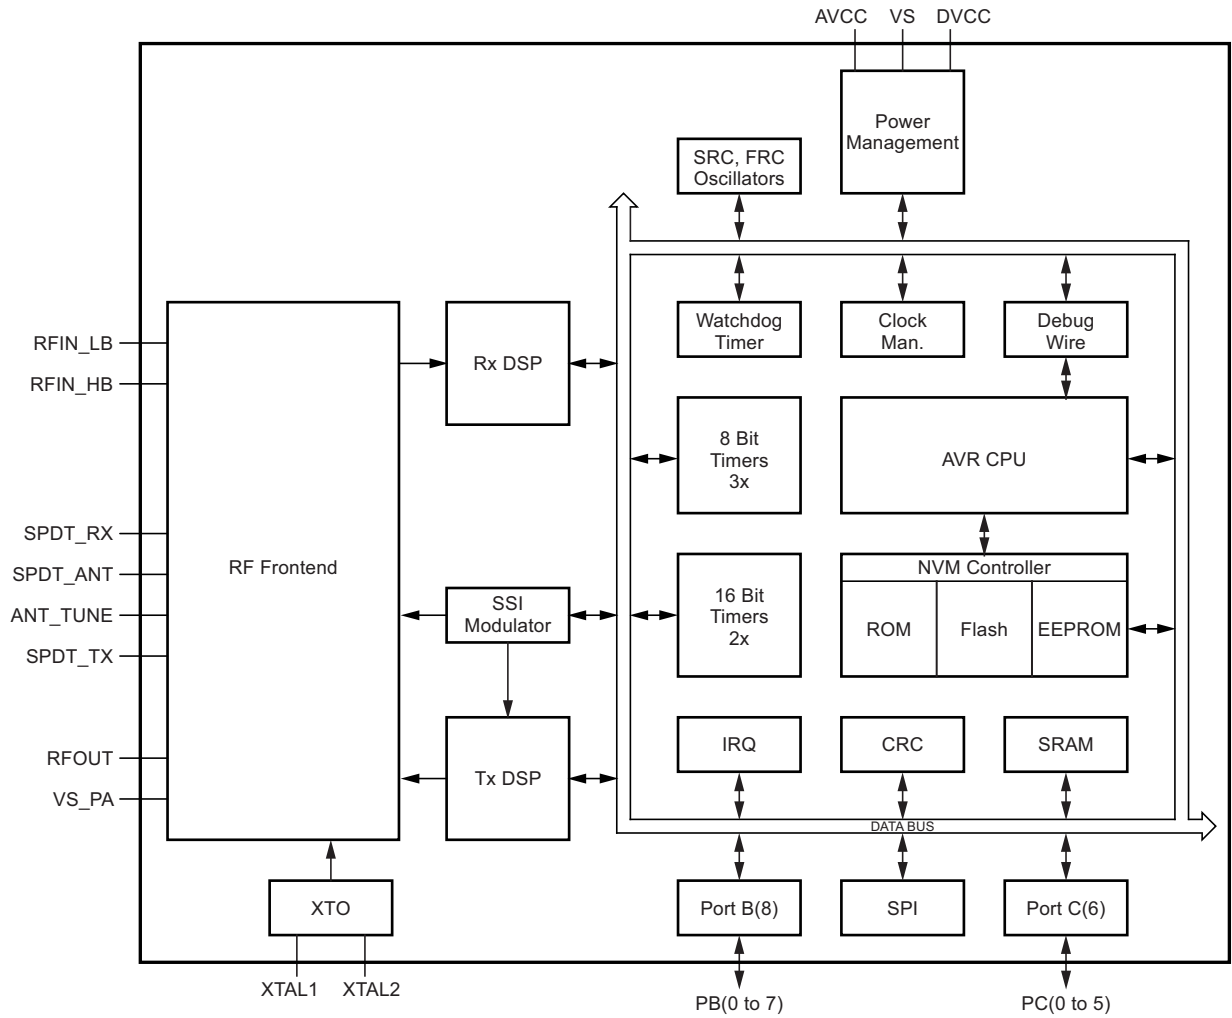 AVCC VS DVCC
Power
Management
SRC, FRC
Oscillators
Watchdog
Timer
Clock
Man.
Debug
Wire
RFIN_LB
RFIN_HB
Rx DSP
8 Bit
Timers
3x
AVR CPU
SPDT_RX
SPDT_ANT
ANT_TUNE
SPDT_TX
RF Frontend
SSI
Modulator
16 Bit
Timers
2x
NVM Controller
ROM Flash EEPROM
RFOUT
VS_PA
Tx DSP
IRQ
CRC
SRAM
DATA BUS
XTO
Port B(8)
SPI
Port C(6)
XTAL1 XTAL2
PB(0 to 7)
PC(0 to 5)